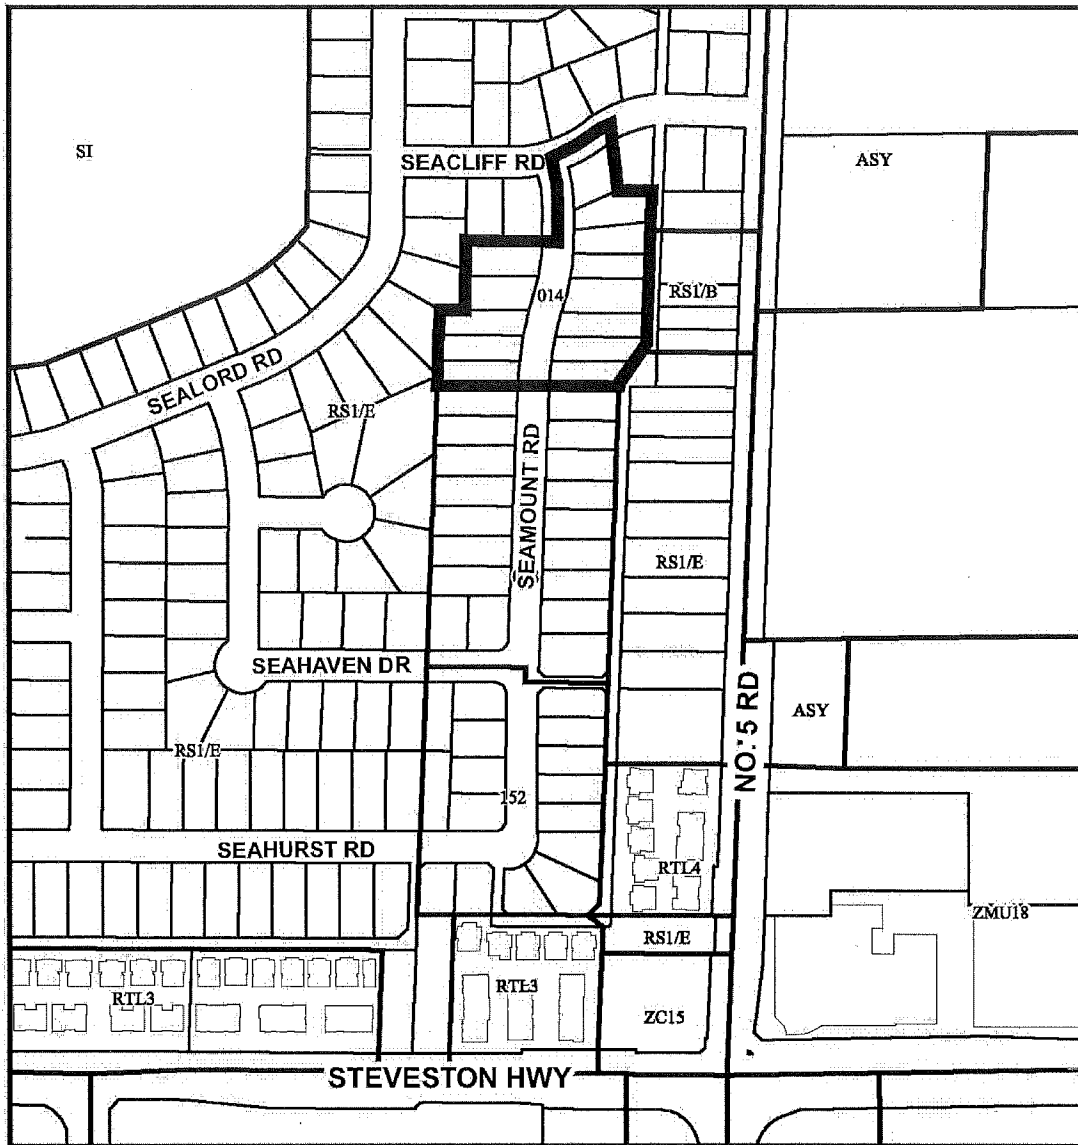 SI
SEACLIFF RD
ASY
014
RS1/B
SEALORD RD
RS1/E
SEAMOUNT RD
RS1/E
SEAHAVEN DR
NO. 5 RD
ASY
RS1/E
152
SEAHURST RD
RTL4
ZMU18
RS1/E
RTL3
RTL3
ZC15
STEVESTON HWY